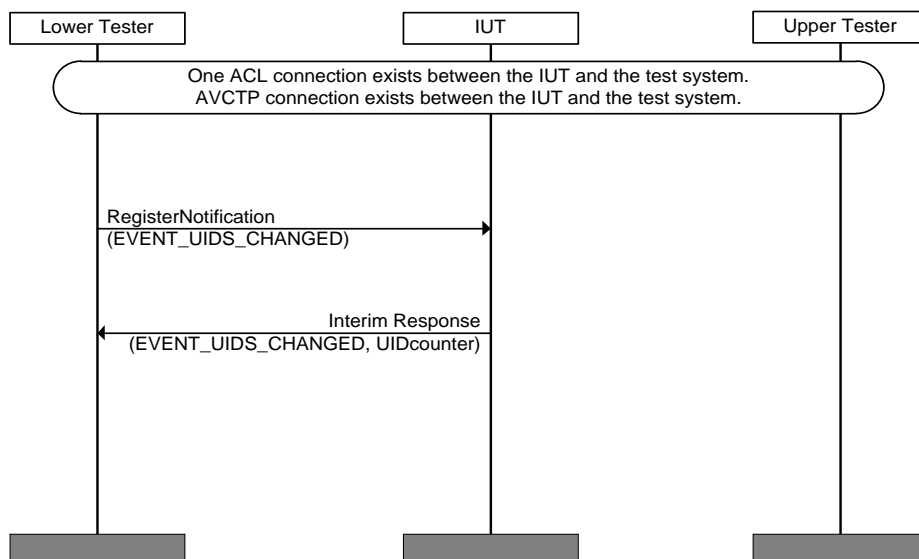 Lower Tester
IUT
Upper Tester
One ACL connection exists between the IUT and the test system.
AVCTP connection exists between the IUT and the test system.
RegisterNotification
(EVENT_UIDS_CHANGED)
Interim Response
(EVENT_UIDS_CHANGED, UIDcounter)